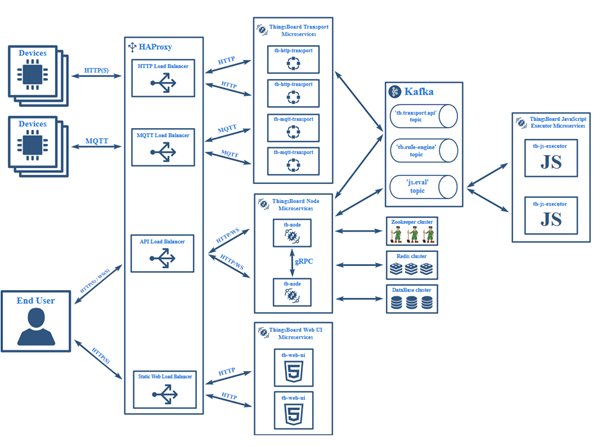 Devices
HTTP(S)
Devices
MQTT
End User
HTTP(S) / WS(S)
HTTP(S)
HAProxy
HTTP Load Balancer
MQTT Load Balancer
API Load Balancer
Static Web Load Balancer
HTTP
HTTP
MQTT
MQTT
HTTP/WS
HTTP/WS
HTTP
HTTP
ThingsBoard Transport
Microservices
tb-http-transport
tb-http-transport
tb-mqtt-transport
tb-mqtt-transport
ThingsBoard Node
Microservices
tb-node
gRPC
tb-node
ThingsBoard Web UI
Microservices
tb-web-ui
tb-web-ui
Kafka
'tb.transport.api'
topic
'tb.rule-engine'
topic
'js.eval'
topic
Zookeeper cluster
Redis cluster
DataBase cluster
ThingsBoard JavaScript
Executor Microservices
tb-js-executor
JS
tb-js-executor
JS